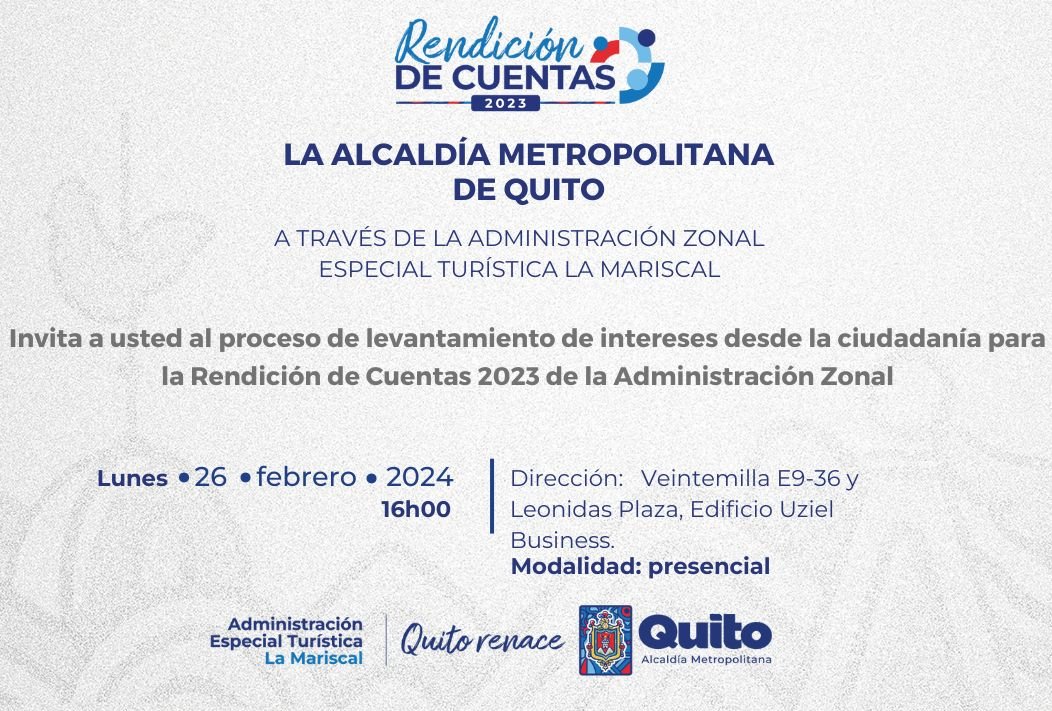 Rendición
DE CUENTAS
2023
LA ALCALDÍA METROPOLITANA
DE QUITO
A TRAVÉS DE LA ADMINISTRACIÓN ZONAL
ESPECIAL TURÍSTICA LA MARISCAL
Invita a usted al proceso de levantamiento de intereses desde la ciudadanía para
la Rendición de Cuentas 2023 de la Administración Zonal
Lunes • 26 • febrero • 2024
16h00
Dirección: Veintemilla E9-36 y
Leonidas Plaza, Edificio Uziel
Business.
Modalidad: presencial
Administración
Especial Turística
La Mariscal
Quito renace
Quito
Alcaldía Metropolitana